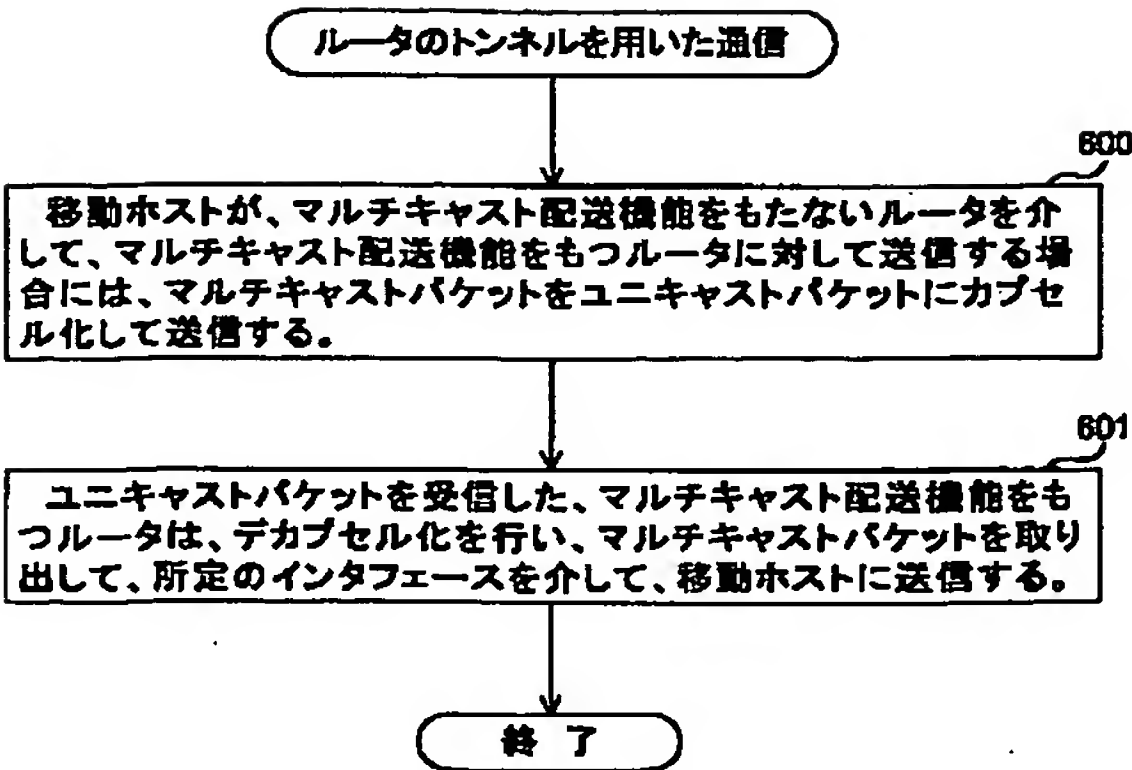 ルータのトンネルを用いた通信
600
移動ホストが、マルチキャスト配送機能をもたないルータを介
して、マルチキャスト配送機能をもつルータに対して送信する場
合には、マルチキャストパケットをユニキャストパケットにカプセ
ル化して送信する。
601
ユニキャストパケットを受信した、マルチキャスト配送機能をも
つルータは、デカプセル化を行い、マルチキャストパケットを取り
出して、所定のインタフェースを介して、移動ホストに送信する。
終 了